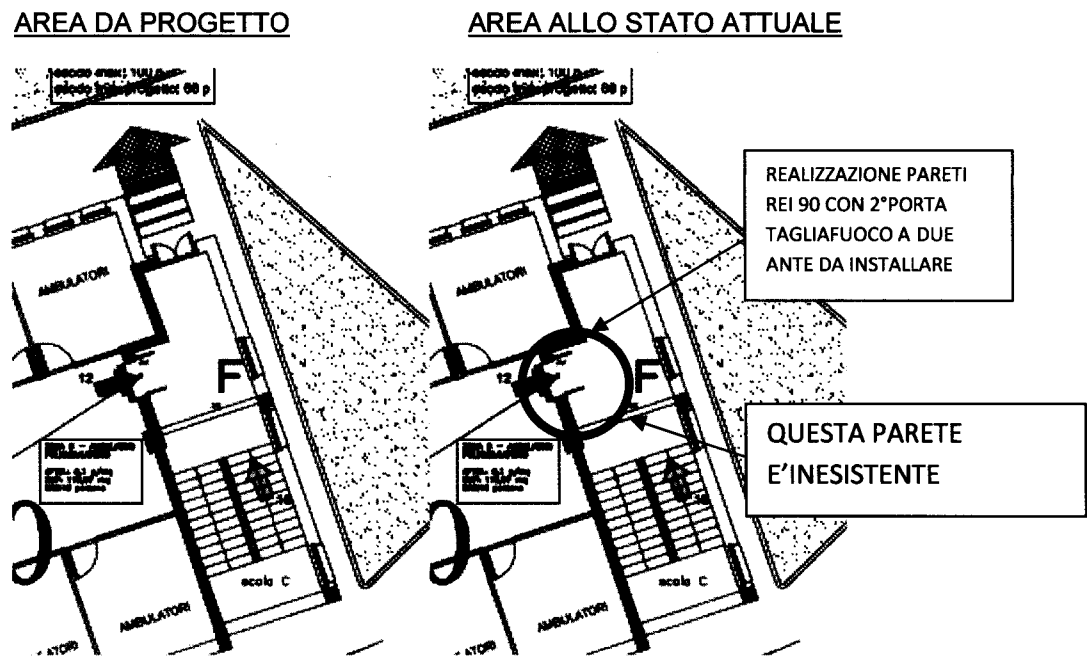 AREA DA PROGETTO
AREA ALLO STATO ATTUALE
REALIZZAZIONE PARETI
REI 90 CON 2°PORTA
TAGLIAFUOCO A DUE
ANTE DA INSTALLARE
QUESTA PARETE
E'INESISTENTE
AMBULATORI
12
F
scala C
AMBULATORI
AMBULATORI
12
F
scala C
AMBULATORI